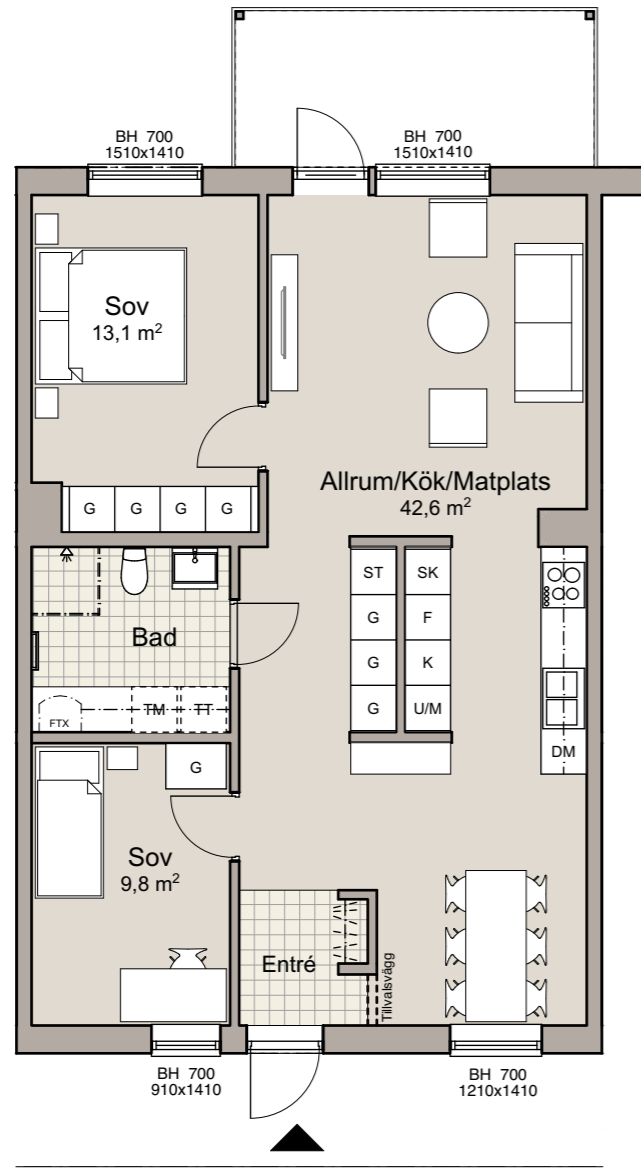 BH 700
1510x1410
BH 700
1510x1410
Sov
13,1 m²
Allrum/Kök/Matplats
42,6 m²
G G G G
ST SK
G F
G K
G U/M
Bad
FTX TM TT
DM
G
Sov
9,8 m²
Entré
Tillvalsvägg
BH 700
910x1410
BH 700
1210x1410